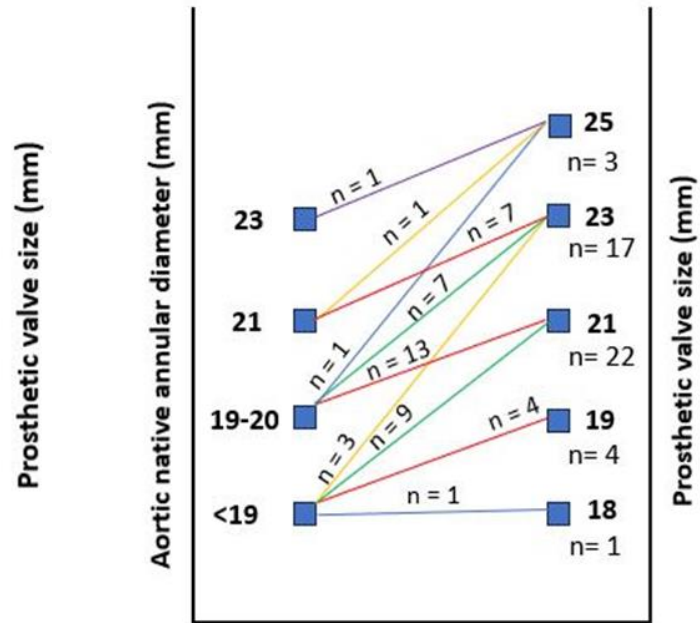 Prosthetic valve size (mm)
Aortic native annular diameter (mm)
23
21
19-20
<19
n = 1
n = 1
n = 7
n = 7
n = 1
n = 13
n = 3
n = 9
n = 4
n = 1
25
n= 3
23
n= 17
21
n= 22
19
n= 4
18
n= 1
Prosthetic valve size (mm)